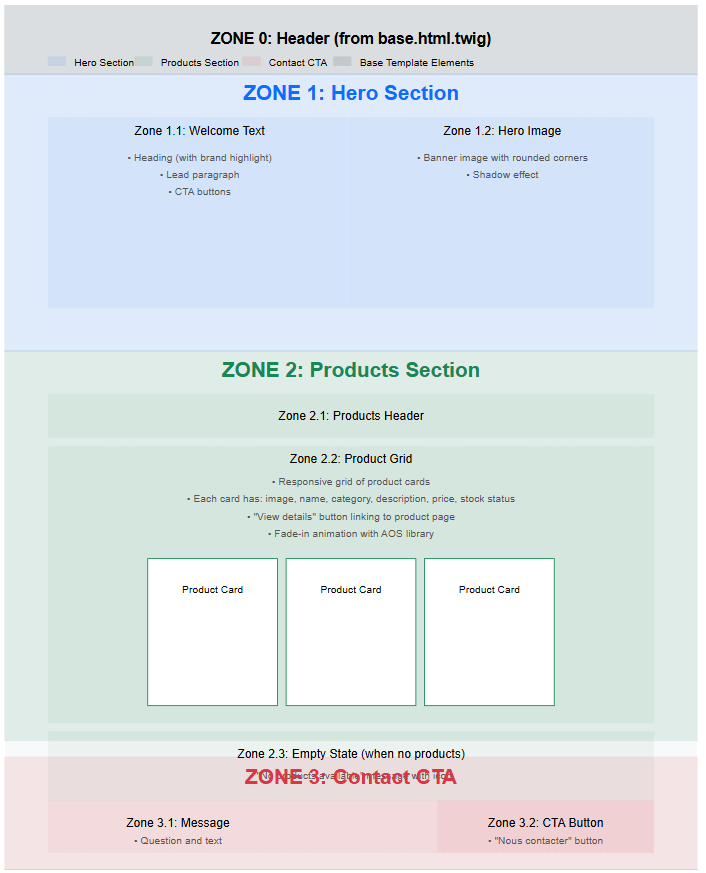 ZONE 0: Header (from base.html.twig)
Hero Section Products Section Contact CTA Base Template Elements
ZONE 1: Hero Section
Zone 1.1: Welcome Text
• Heading (with brand highlight)
• Lead paragraph
• CTA buttons
Zone 1.2: Hero Image
• Banner image with rounded corners
• Shadow effect
ZONE 2: Products Section
Zone 2.1: Products Header
Zone 2.2: Product Grid
• Responsive grid of product cards
• Each card has: image, name, category, description, price, stock status
• "View details" button linking to product page
• Fade-in animation with AOS library
Product Card Product Card Product Card
Zone 2.3: Empty State (when no products)
"No products available" message with icon
ZONE 3: Contact CTA
Zone 3.1: Message
• Question and text
Zone 3.2: CTA Button
• "Nous contacter" button